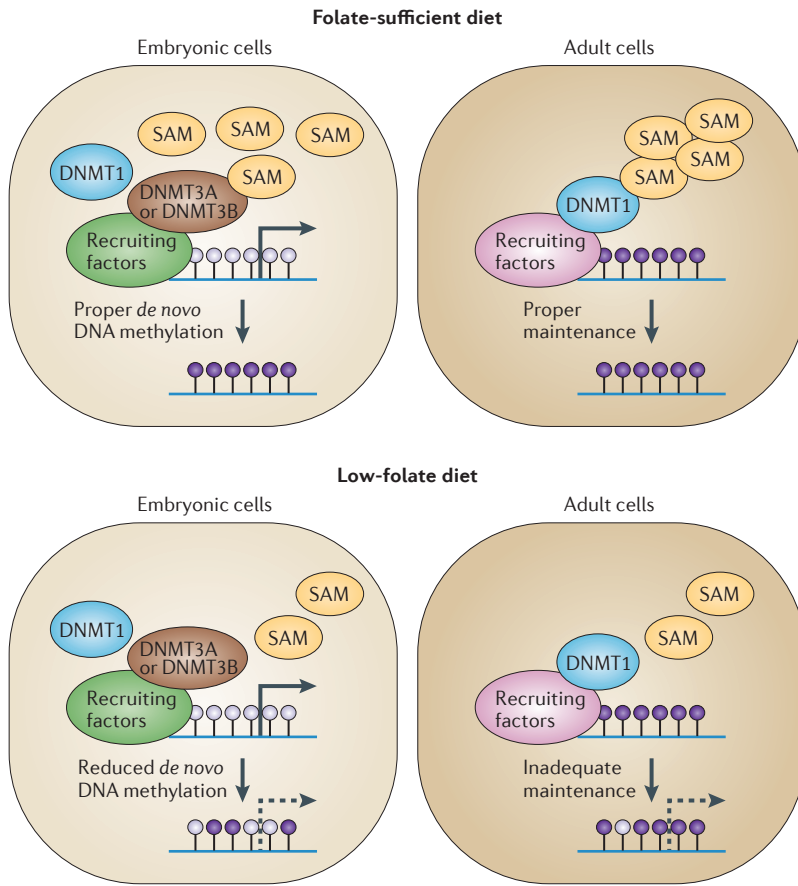 Folate-sufficient diet
Embryonic cells
SAM
SAM
SAM
DNMT1
SAM
DNMT3A
or DNMT3B
Recruiting
factors
Proper de novo
DNA methylation
Adult cells
SAM
SAM
SAM
SAM
DNMT1
Recruiting
factors
Proper
maintenance
Low-folate diet
Embryonic cells
SAM
DNMT1
SAM
DNMT3A
or DNMT3B
Recruiting
factors
Reduced de novo
DNA methylation
Adult cells
SAM
SAM
DNMT1
Recruiting
factors
Inadequate
maintenance